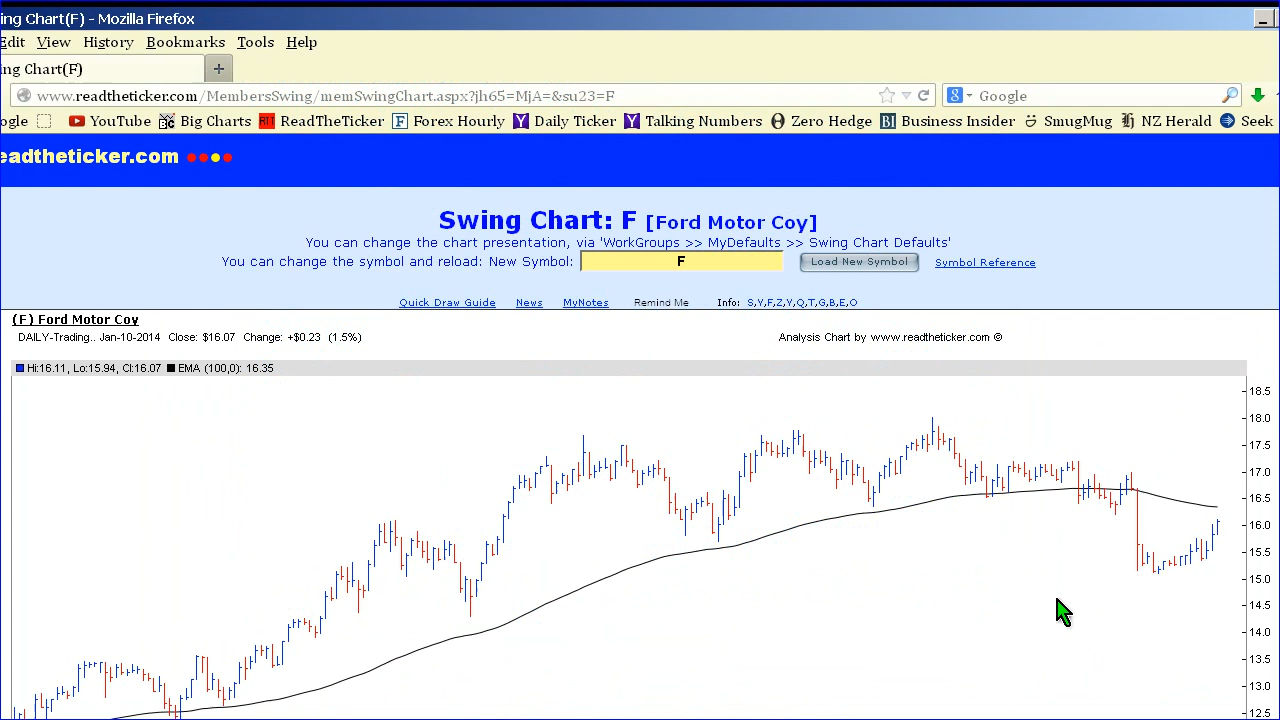 ing Chart(F) - Mozilla Firefox
Edit View History Bookmarks Tools Help
ing Chart(F) +
www.readtheticker.com/MembersSwing/memSwingChart.aspx?jh65=MjA=&su23=F Google
ogle YouTube Big Charts RTT ReadTheTicker Forex Hourly Daily Ticker Talking Numbers Zero Hedge BI Business Insider SmugMug NZ Herald Seek
eadtheticker.com
Swing Chart: F [Ford Motor Coy]
You can change the chart presentation, via 'WorkGroups >> MyDefaults >> Swing Chart Defaults'
You can change the symbol and reload: New Symbol: F Load New Symbol Symbol Reference
Quick Draw Guide News MyNotes Remind Me Info: S,Y,F,Z,Y,Q,T,G,B,E,O
(F) Ford Motor Coy
DAILY-Trading.. Jan-10-2014 Close: $16.07 Change: +$0.23 (1.5%) Analysis Chart by www.readtheticker.com ©
Hi:16.11, Lo:15.94, Cl:16.07 EMA (100,0): 16.35
18.5
18.0
17.5
17.0
16.5
16.0
15.5
15.0
14.5
14.0
13.5
13.0
12.5